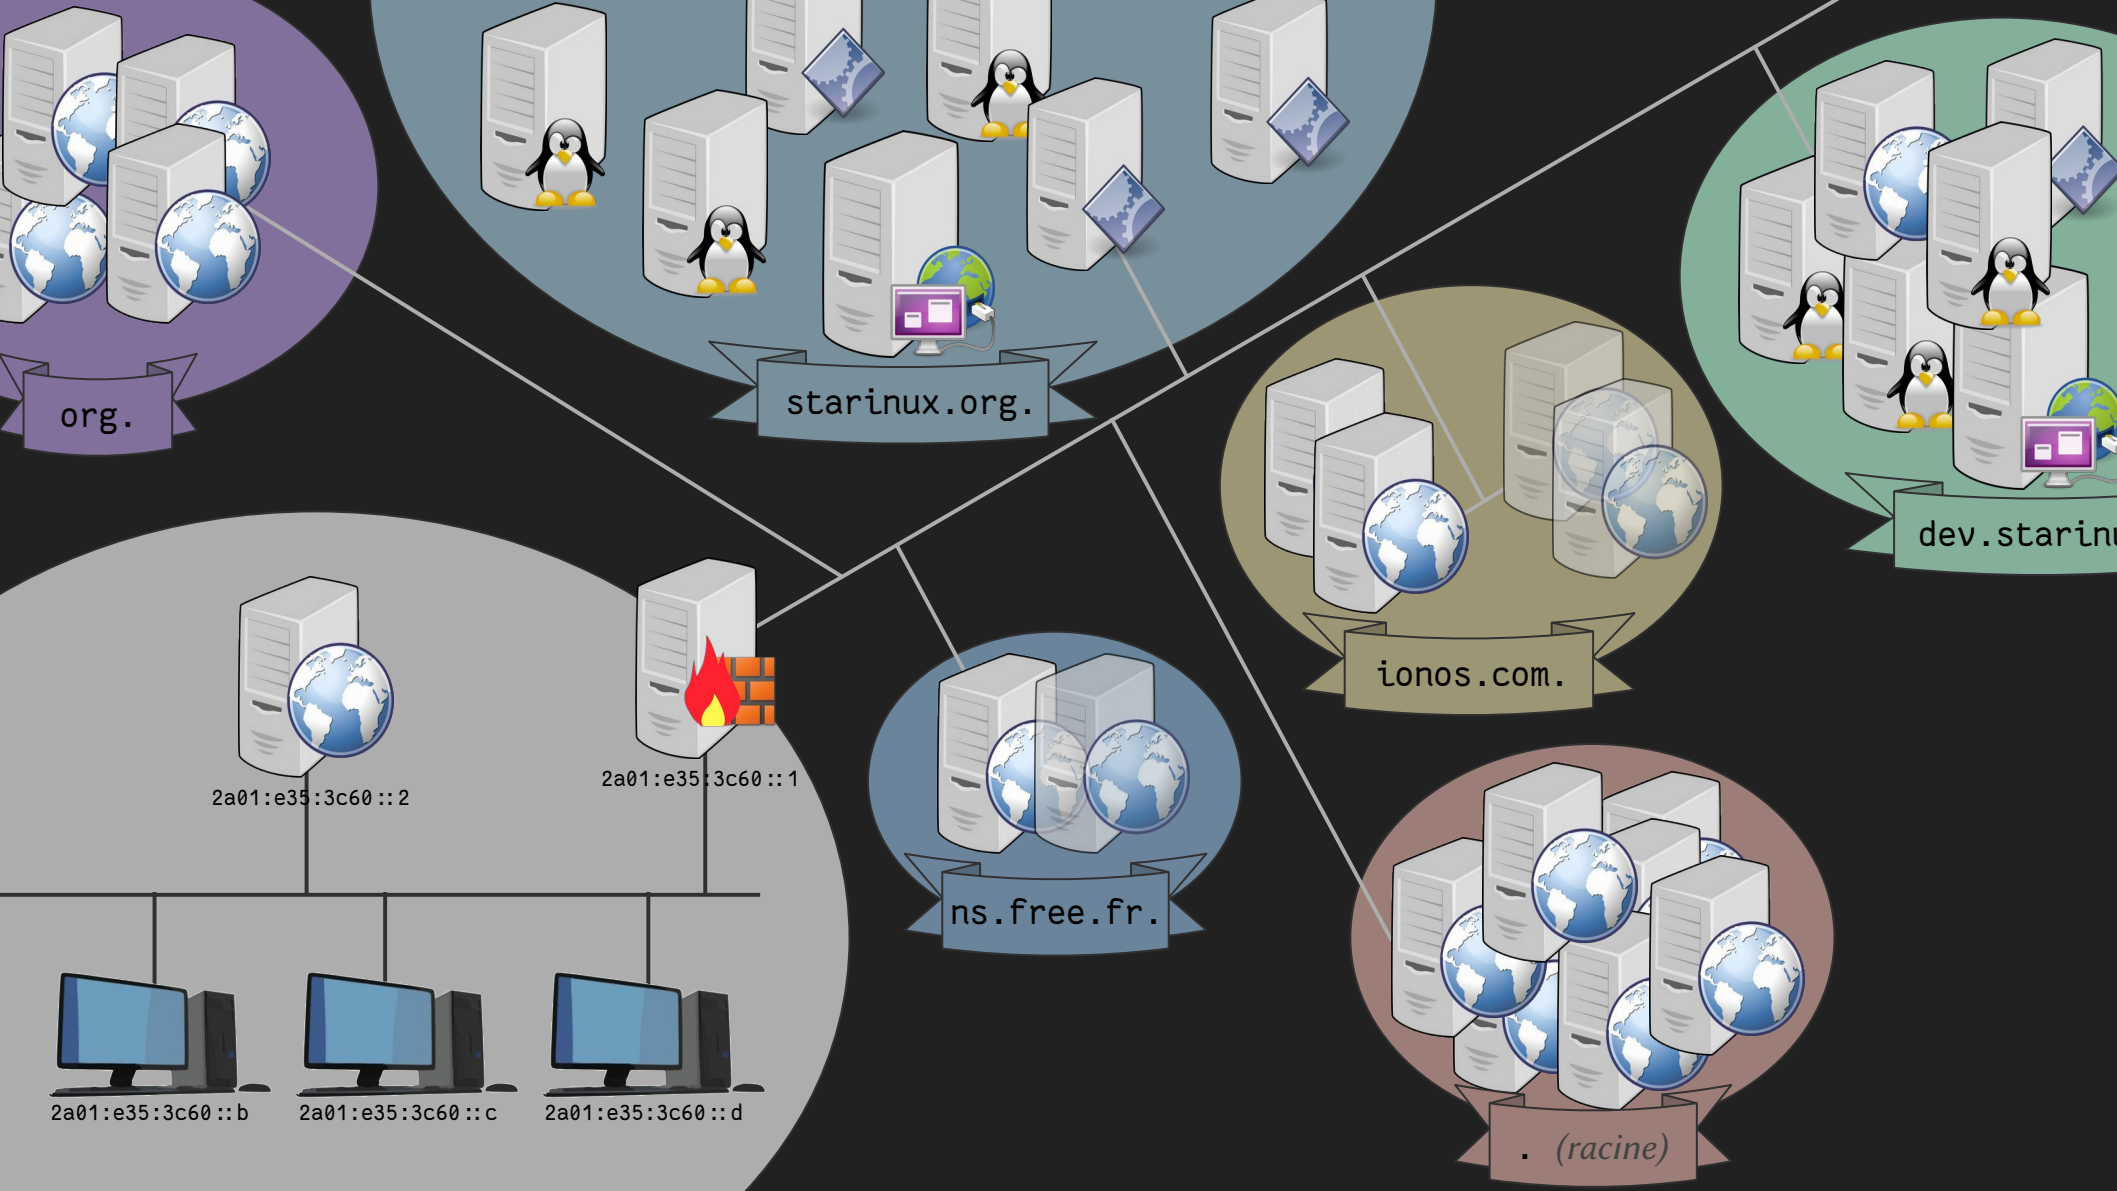 org.
starinux.org.
dev.starinu
ionos.com.
2a01:e35:3c60::2
2a01:e35:3c60::1
ns.free.fr.
2a01:e35:3c60::b
2a01:e35:3c60::c
2a01:e35:3c60::d
. (racine)